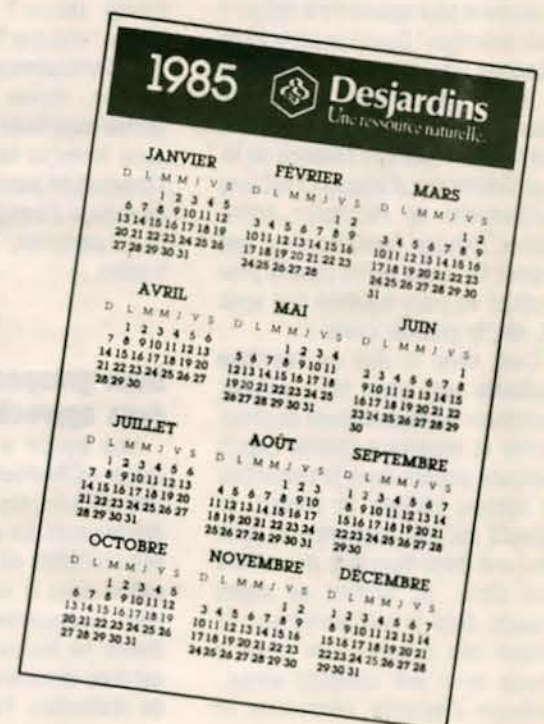 1985 Desjardins
Une ressource naturelle.
JANVIER
D L M M J V S
1 2 3 4 5
6 7 8 9 10 11 12
13 14 15 16 17 18 19
20 21 22 23 24 25 26
27 28 29 30 31
FÉVRIER
D L M M J V S
1 2
3 4 5 6 7 8 9
10 11 12 13 14 15 16
17 18 19 20 21 22 23
24 25 26 27 28
MARS
D L M M J V S
1 2
3 4 5 6 7 8 9
10 11 12 13 14 15 16
17 18 19 20 21 22 23
24 25 26 27 28 29 30
31
AVRIL
D L M M J V S
1 2 3 4 5 6
7 8 9 10 11 12 13
14 15 16 17 18 19 20
21 22 23 24 25 26 27
28 29 30
MAI
D L M M J V S
1 2 3 4
5 6 7 8 9 10 11
12 13 14 15 16 17 18
19 20 21 22 23 24 25
26 27 28 29 30 31
JUIN
D L M M J V S
1
2 3 4 5 6 7 8
9 10 11 12 13 14 15
16 17 18 19 20 21 22
23 24 25 26 27 28 29
30
JUILLET
D L M M J V S
1 2 3 4 5 6
7 8 9 10 11 12 13
14 15 16 17 18 19 20
21 22 23 24 25 26 27
28 29 30 31
AOÛT
D L M M J V S
1 2 3
4 5 6 7 8 9 10
11 12 13 14 15 16 17
18 19 20 21 22 23 24
25 26 27 28 29 30 31
SEPTEMBRE
D L M M J V S
1 2 3 4 5 6 7
8 9 10 11 12 13 14
15 16 17 18 19 20 21
22 23 24 25 26 27 28
29 30
OCTOBRE
D L M M J V S
1 2 3 4 5
6 7 8 9 10 11 12
13 14 15 16 17 18 19
20 21 22 23 24 25 26
27 28 29 30 31
NOVEMBRE
D L M M J V S
1 2
3 4 5 6 7 8 9
10 11 12 13 14 15 16
17 18 19 20 21 22 23
24 25 26 27 28 29 30
DÉCEMBRE
D L M M J V S
1 2 3 4 5 6 7
8 9 10 11 12 13 14
15 16 17 18 19 20 21
22 23 24 25 26 27 28
29 30 31